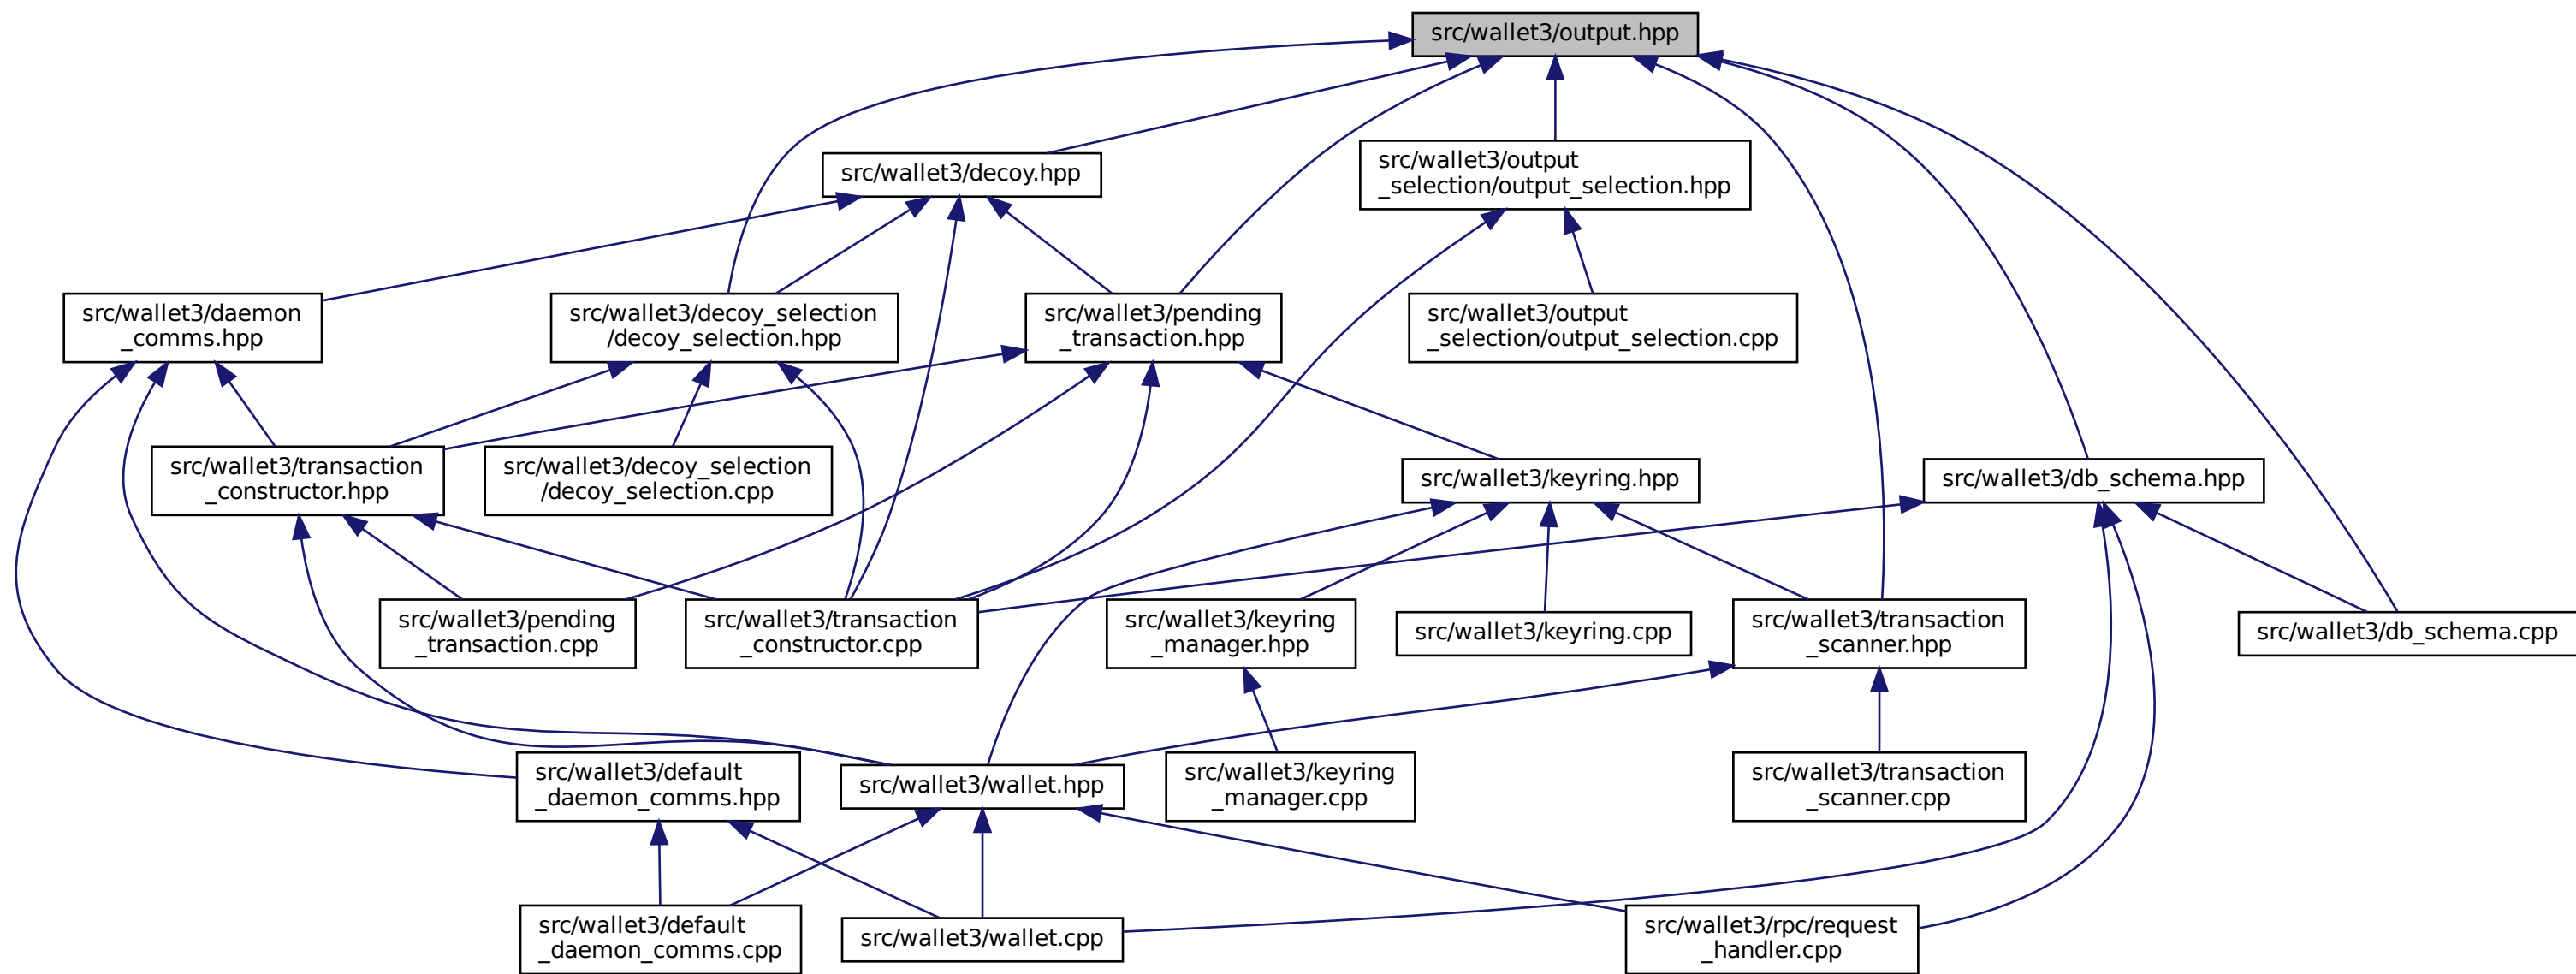 src/wallet3/output.hpp
src/wallet3/decoy.hpp
src/wallet3/output
_selection/output_selection.hpp
src/wallet3/daemon
_comms.hpp
src/wallet3/decoy_selection
/decoy_selection.hpp
src/wallet3/pending
_transaction.hpp
src/wallet3/output
_selection/output_selection.cpp
src/wallet3/transaction
_constructor.hpp
src/wallet3/decoy_selection
/decoy_selection.cpp
src/wallet3/keyring.hpp
src/wallet3/db_schema.hpp
src/wallet3/pending
_transaction.cpp
src/wallet3/transaction
_constructor.cpp
src/wallet3/keyring
_manager.hpp
src/wallet3/keyring.cpp
src/wallet3/transaction
_scanner.hpp
src/wallet3/db_schema.cpp
src/wallet3/default
_daemon_comms.hpp
src/wallet3/wallet.hpp
src/wallet3/keyring
_manager.cpp
src/wallet3/transaction
_scanner.cpp
src/wallet3/default
_daemon_comms.cpp
src/wallet3/wallet.cpp
src/wallet3/rpc/request
_handler.cpp